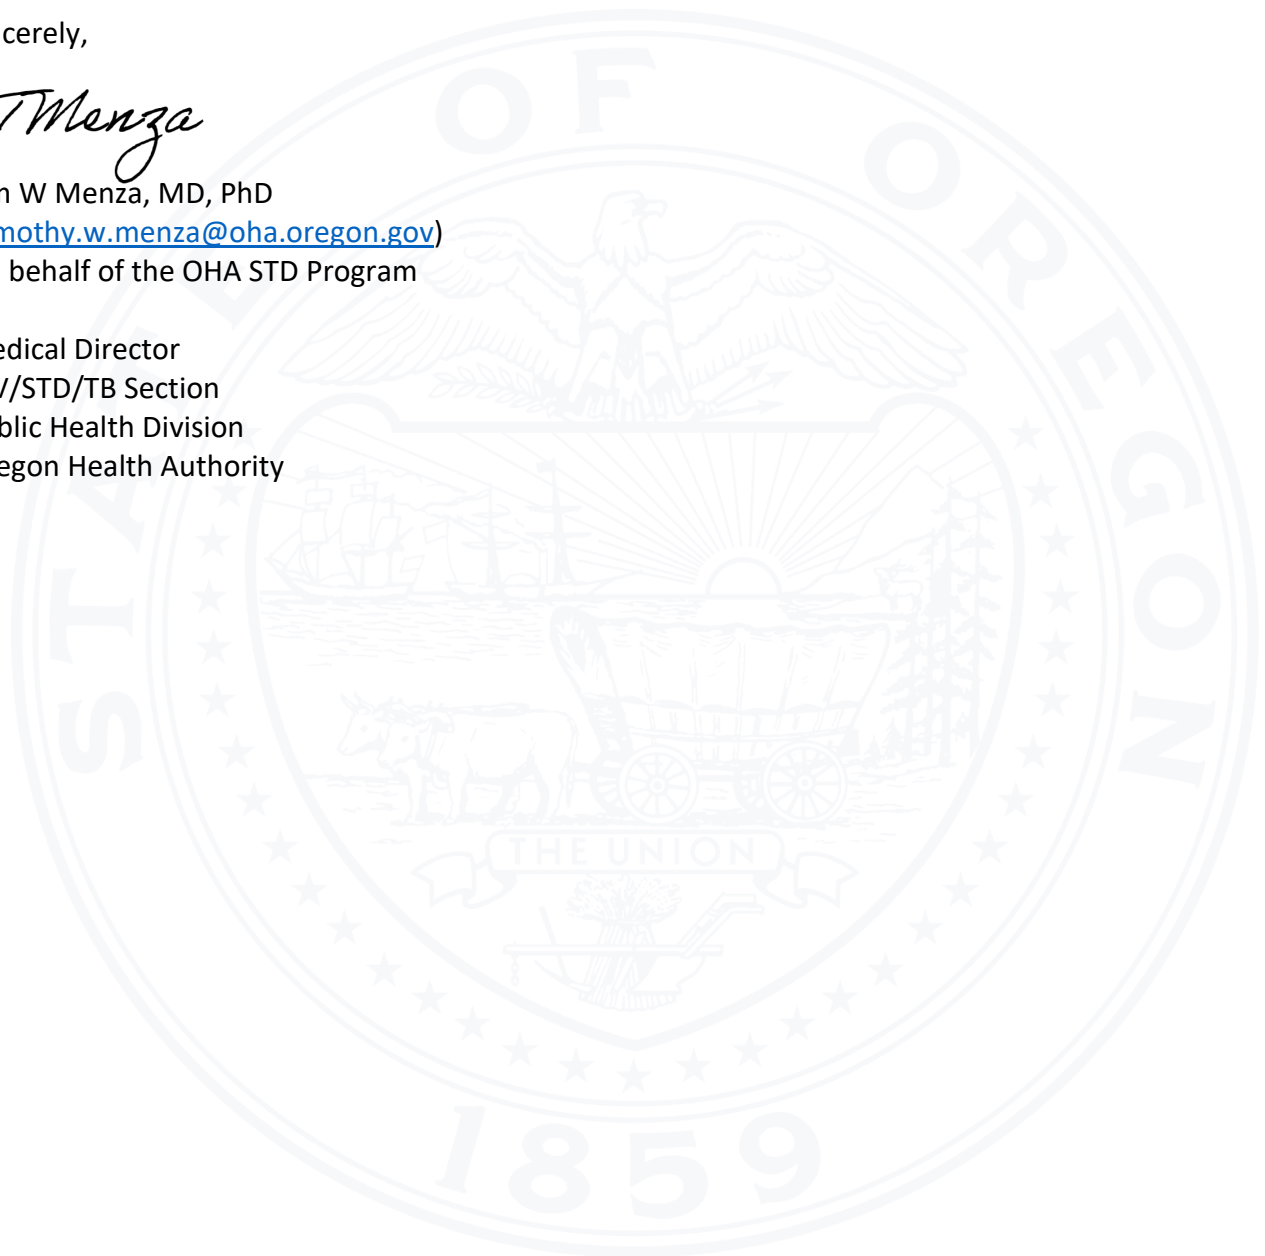 cerely,
TMenza
m W Menza, MD, PhD
mothy.w.menza@oha.oregon.gov)
behalf of the OHA STD Program
edical Director
V/STD/TB Section
blic Health Division
egon Health Authority
STATE OF OREGON
THE UNION
1859